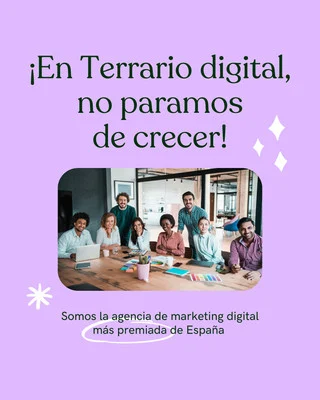 ¡En Terrario digital,
no paramos
de crecer!
Somos la agencia de marketing digital
más premiada de España